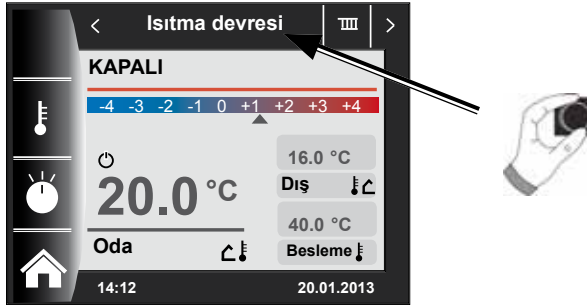 < Isıtma devresi >
KAPALI
-4 -3 -2 -1 0 +1 +2 +3 +4
16.0 °C
Dış
20.0 °C
40.0 °C
Oda
Besleme
14:12 20.01.2013